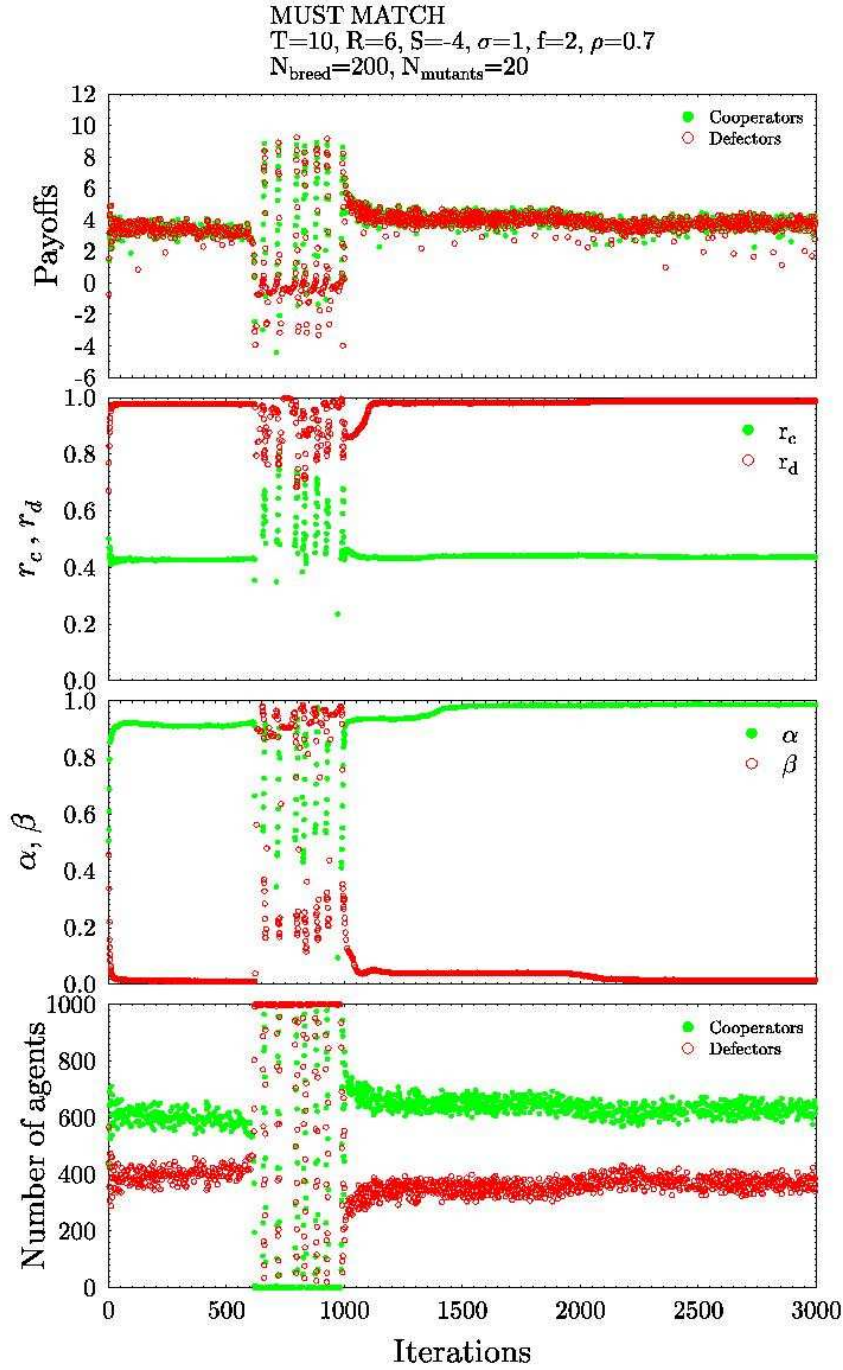 MUST MATCH
T=10, R=6, S=-4, σ=1, f=2, ρ=0.7
N_breed=200, N_mutants=20
12
10
8
6
4
2
0
-2
-4
-6
Payoffs
Cooperators
Defectors
1.0
0.8
0.6
0.4
0.2
0.0
r_c, r_d
r_c
r_d
1.0
0.8
0.6
0.4
0.2
0.0
α, β
α
β
1000
800
600
400
200
0
Number of agents
Cooperators
Defectors
0 500 1000 1500 2000 2500 3000
Iterations